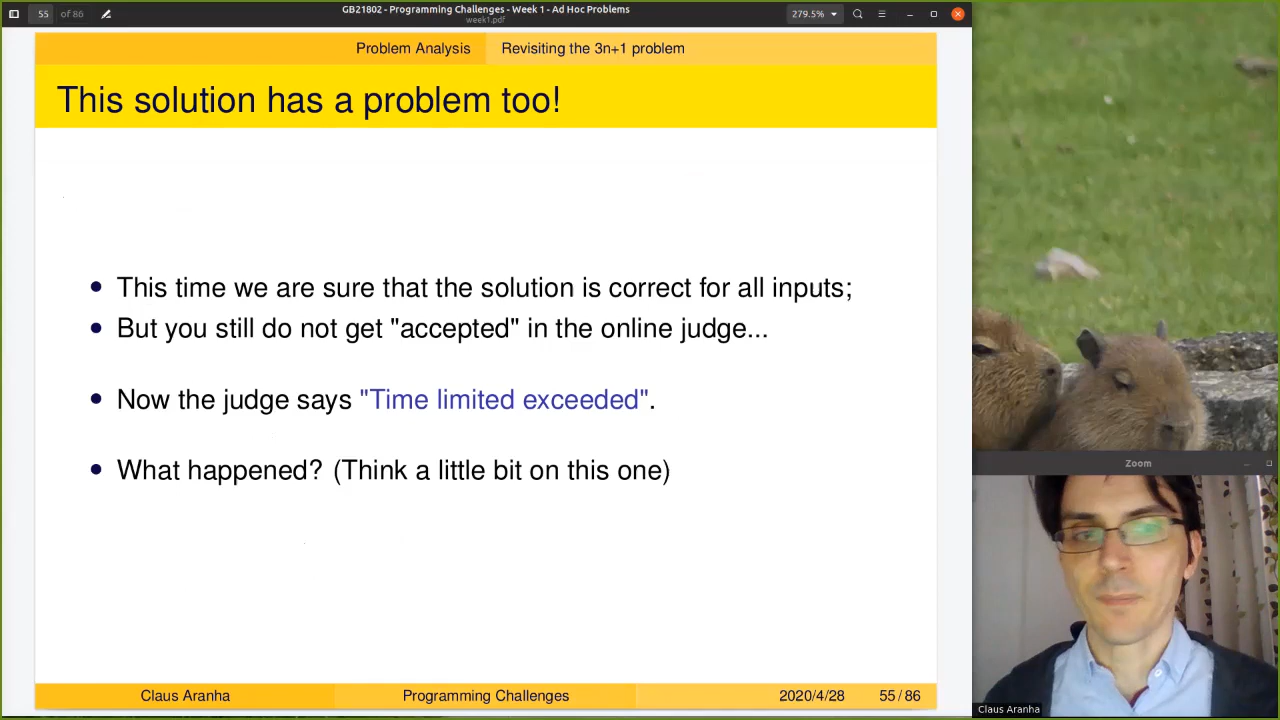 55 of 86
GB21802 - Programming Challenges - Week 1 - Ad Hoc Problems
week1.pdf
279.5%
Problem Analysis Revisiting the 3n+1 problem
This solution has a problem too!
• This time we are sure that the solution is correct for all inputs;
• But you still do not get "accepted" in the online judge...
• Now the judge says "Time limited exceeded".
• What happened? (Think a little bit on this one)
Claus Aranha Programming Challenges 2020/4/28 55 / 86
Zoom
Claus Aranha